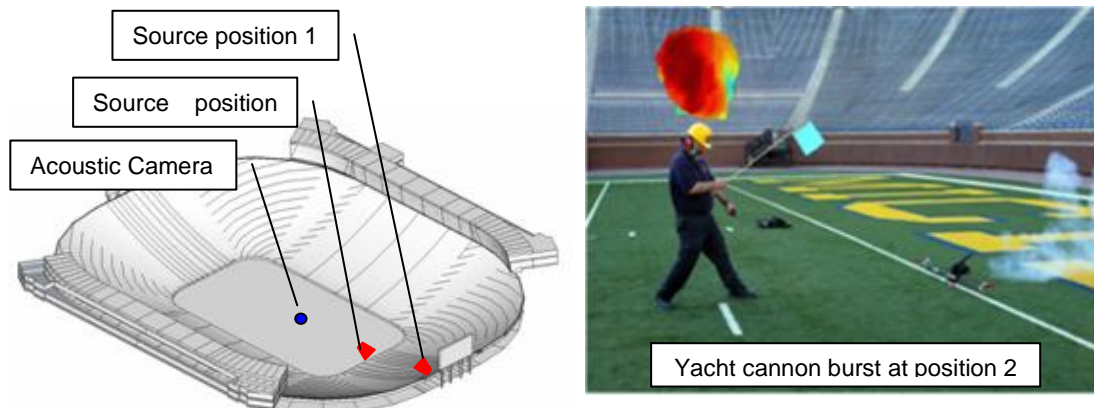 Source position 1
Source position
Acoustic Camera
Yacht cannon burst at position 2